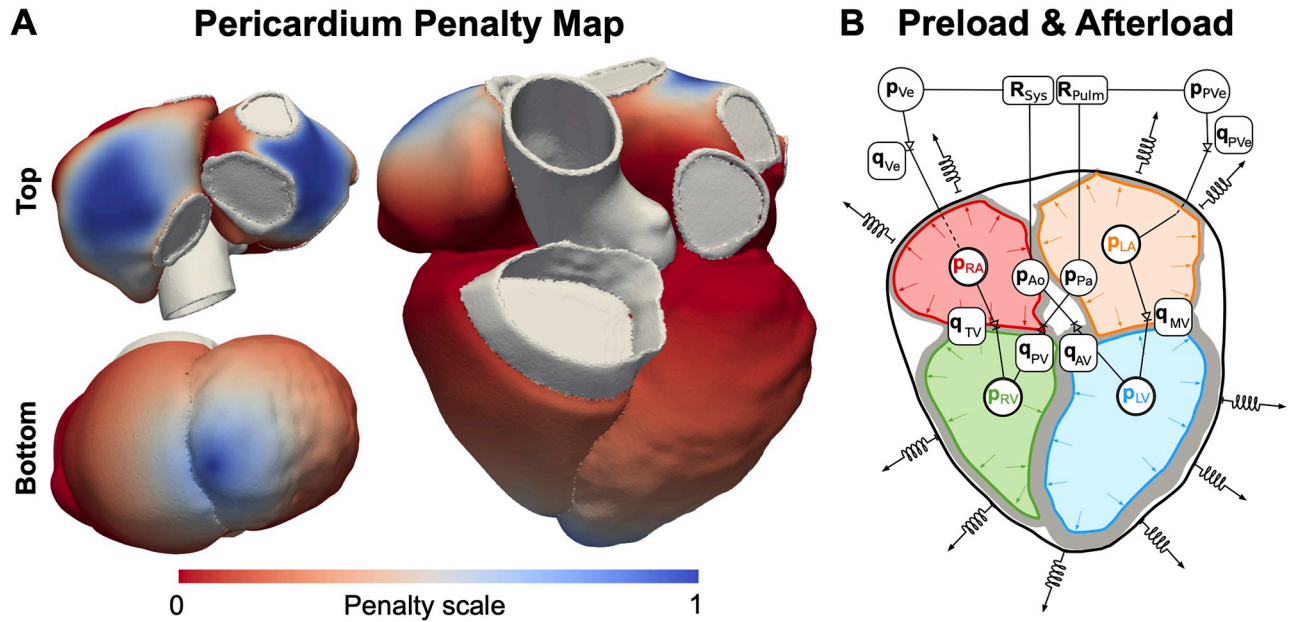 A Pericardium Penalty Map
B Preload & Afterload
Top
Bottom
0 Penalty scale 1
pVe RSys RPulm pPVe
qVe qPVe
pRA pLA
pAo pPa
qTV qPV qAV qMV
pRV pLV